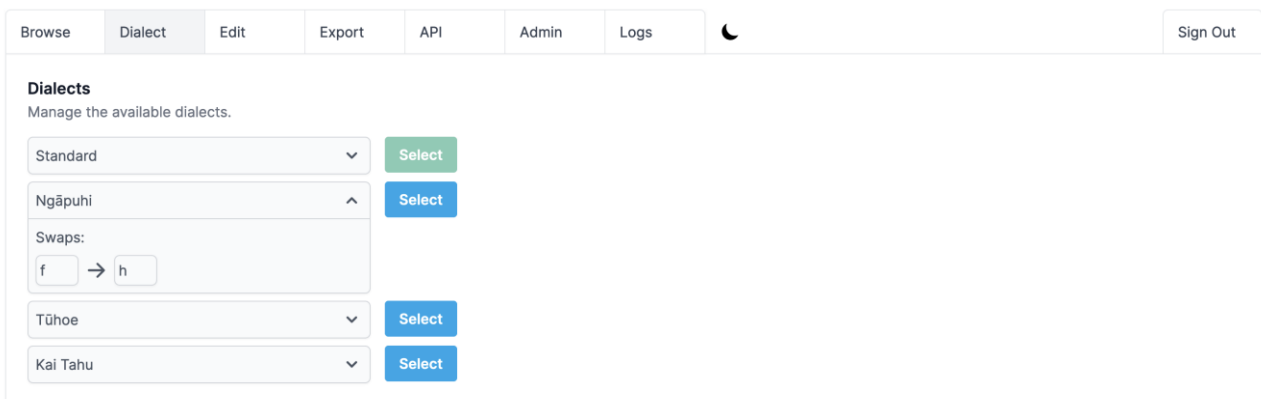 Browse Dialect Edit Export API Admin Logs Sign Out
Dialects
Manage the available dialects.
Standard Select
Ngāpuhi Select
Swaps:
f → h
Tūhoe Select
Kai Tahu Select